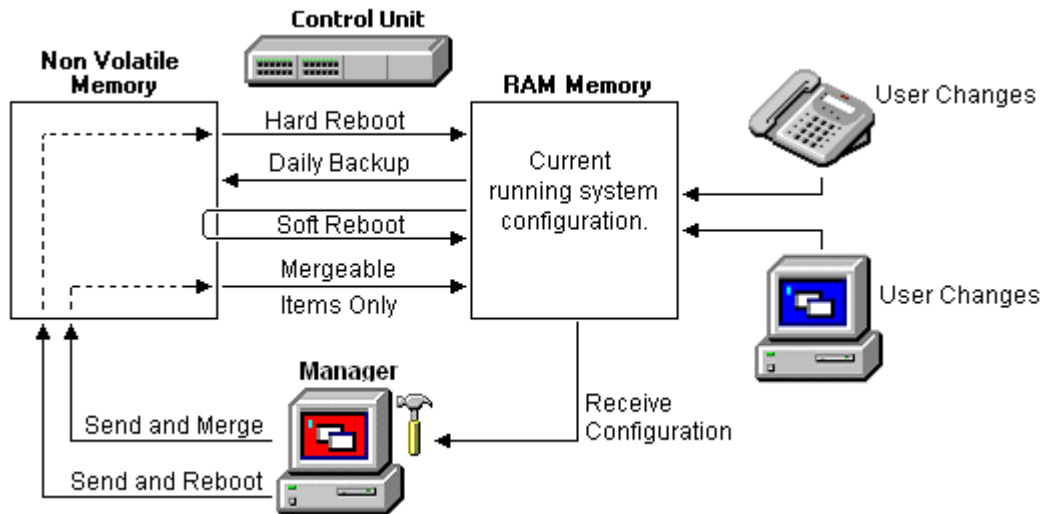 Control Unit
Non Volatile
Memory
RAM Memory
User Changes
Hard Reboot
Daily Backup
Current
running system
configuration.
Soft Reboot
Mergeable
Items Only
User Changes
Manager
Receive
Configuration
Send and Merge
Send and Reboot